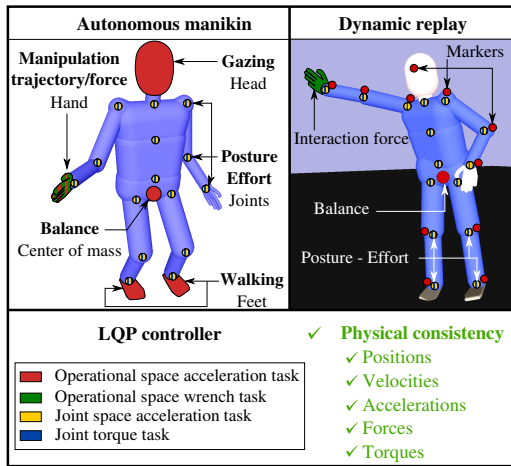 Autonomous manikin
Manipulation
trajectory/force
Hand
Gazing
Head
Posture
Effort
Joints
Balance
Center of mass
Walking
Feet
Dynamic replay
Markers
Interaction force
Balance
Posture - Effort
LQP controller
Operational space acceleration task
Operational space wrench task
Joint space acceleration task
Joint torque task
✓ Physical consistency
✓ Positions
✓ Velocities
✓ Accelerations
✓ Forces
✓ Torques